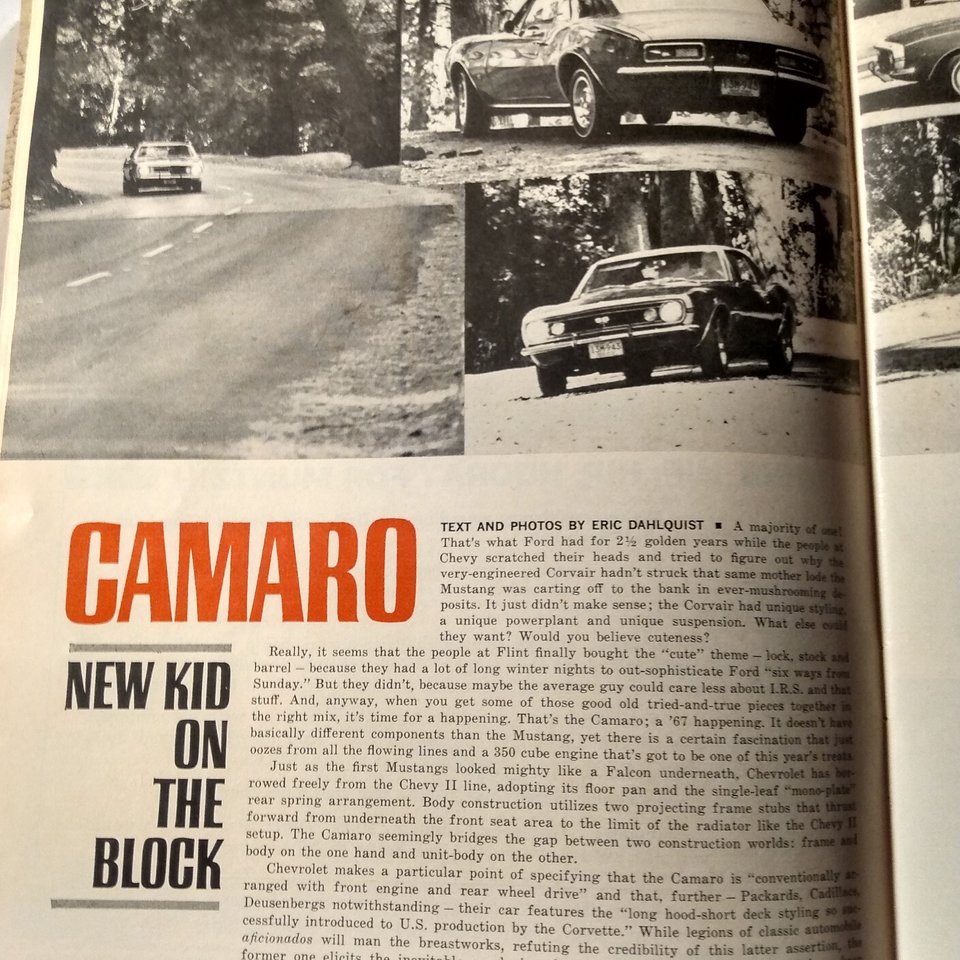 CAMARO
NEW KID
ON
THE
BLOCK
TEXT AND PHOTOS BY ERIC DAHLQUIST ■ A majority of one!
That's what Ford had for 2½ golden years while the people at
Chevy scratched their heads and tried to figure out why the
very-engineered Corvair hadn't struck that same mother lode the
Mustang was carting off to the bank in ever-mushrooming de-
posits. It just didn't make sense; the Corvair had unique styling,
a unique powerplant and unique suspension. What else could
they want? Would you believe cuteness?
Really, it seems that the people at Flint finally bought the “cute” theme – lock, stock and
barrel – because they had a lot of long winter nights to out-sophisticate Ford “six ways from
Sunday.” But they didn't, because maybe the average guy could care less about I.R.S. and that
stuff. And, anyway, when you get some of those good old tried-and-true pieces together in
the right mix, it's time for a happening. That's the Camaro; a '67 happening. It doesn't have
basically different components than the Mustang, yet there is a certain fascination that just
oozes from all the flowing lines and a 350 cube engine that's got to be one of this year's treats.
Just as the first Mustangs looked mighty like a Falcon underneath, Chevrolet has bor-
rowed freely from the Chevy II line, adopting its floor pan and the single-leaf “mono-plate”
rear spring arrangement. Body construction utilizes two projecting frame stubs that thrust
forward from underneath the front seat area to the limit of the radiator like the Chevy II
setup. The Camaro seemingly bridges the gap between two construction worlds: frame and
body on the one hand and unit-body on the other.
Chevrolet makes a particular point of specifying that the Camaro is “conventionally ar-
ranged with front engine and rear wheel drive” and that, further – Packards, Cadillacs,
Deusenbergs notwithstanding – their car features the “long hood-short deck styling so suc-
cessfully introduced to U.S. production by the Corvette.” While legions of classic automobile
aficionados will man the breastworks, refuting the credibility of this latter assertion, the
former one elicits the